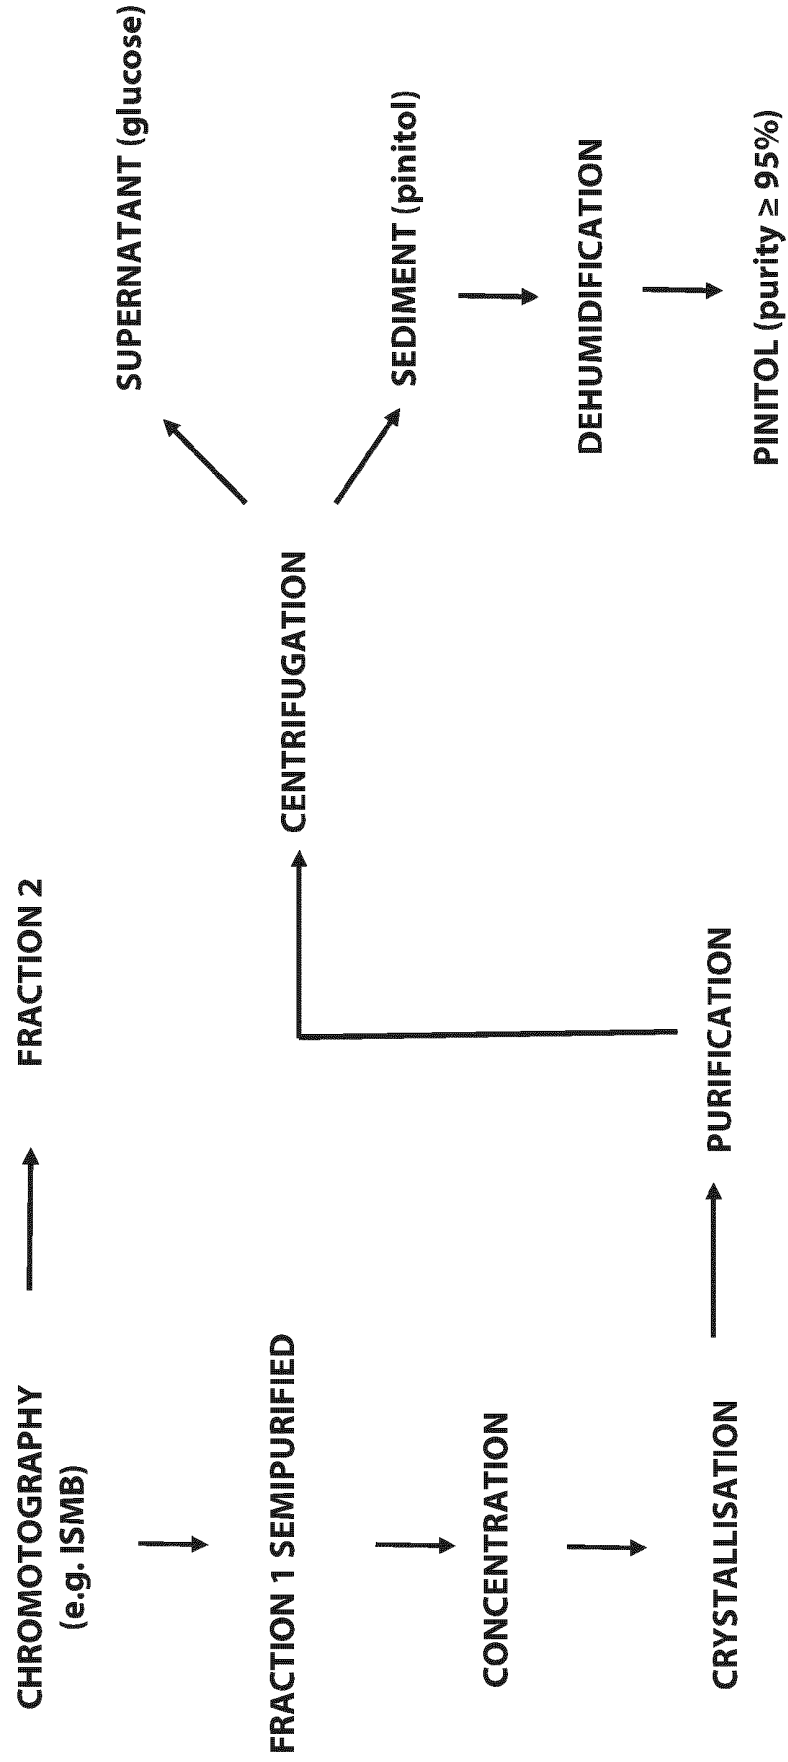 CHROMOTOGRAPHY
(e.g. ISMB)
FRACTION 2
FRACTION 1 SEMIPURIFIED
CONCENTRATION
CRYSTALLISATION
PURIFICATION
CENTRIFUGATION
SUPERNATANT (glucose)
SEDIMENT (pinitol)
DEHUMIDIFICATION
PINITOL (purity ≥ 95%)